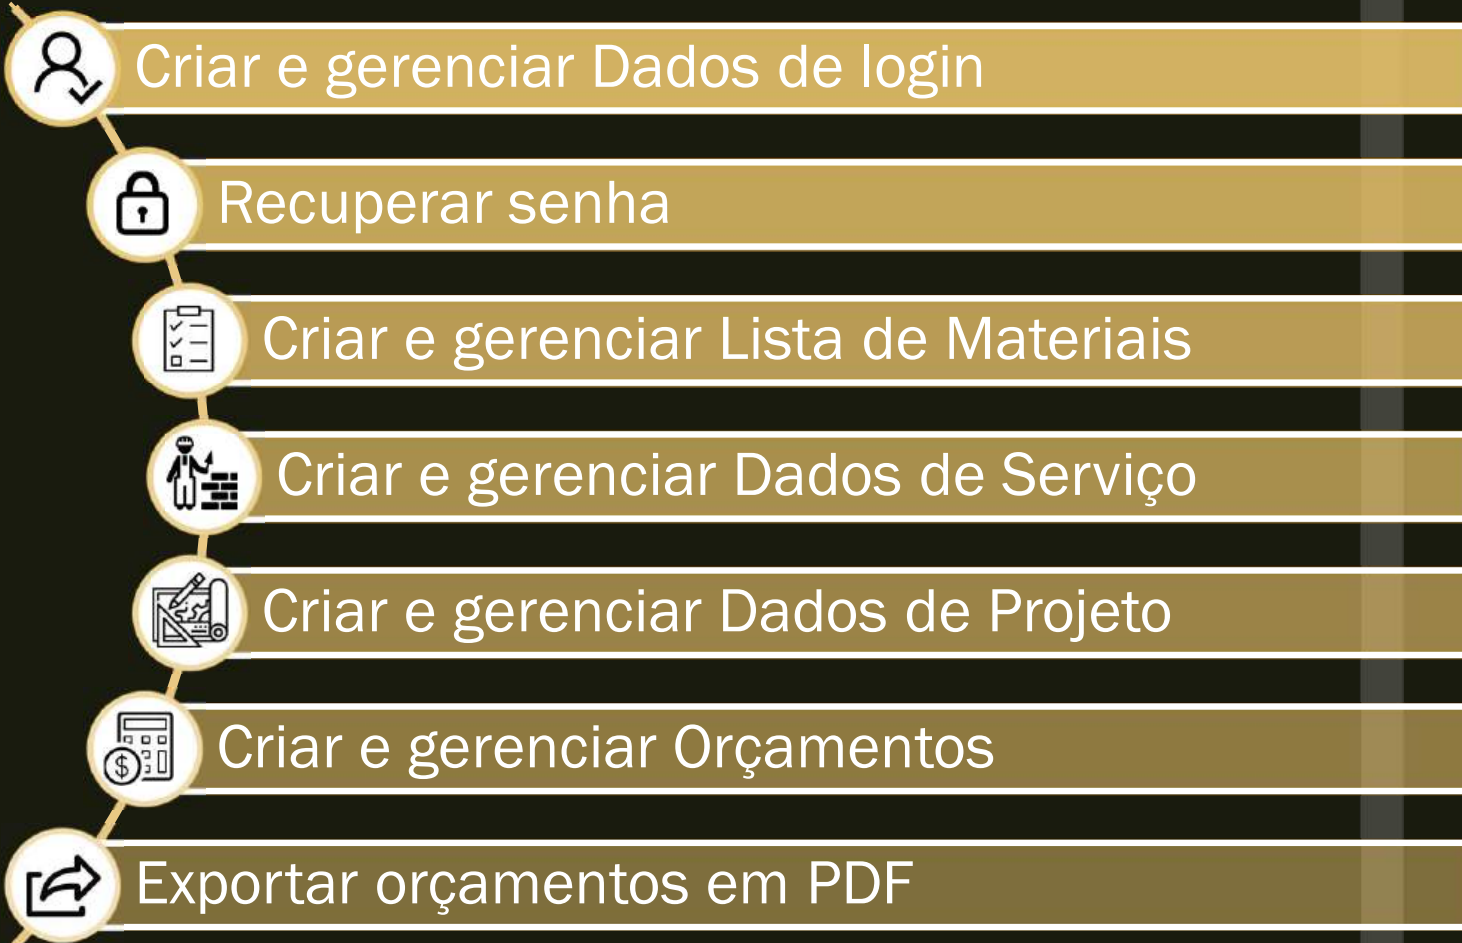 Criar e gerenciar Dados de login
Recuperar senha
Criar e gerenciar Lista de Materiais
Criar e gerenciar Dados de Serviço
Criar e gerenciar Dados de Projeto
Criar e gerenciar Orçamentos
$
Exportar orçamentos em PDF